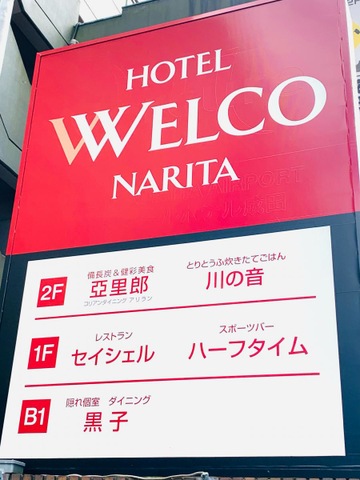 HOTEL
WELCO
NARITA
2F
備長炭&健彩美食
亞里郎
コリアンダイニング アリラン
とりとうふ炊きたてごはん
川の音
1F
レストラン
セイシェル
スポーツバー
ハーフタイム
B1
隠れ個室 ダイニング
黒子